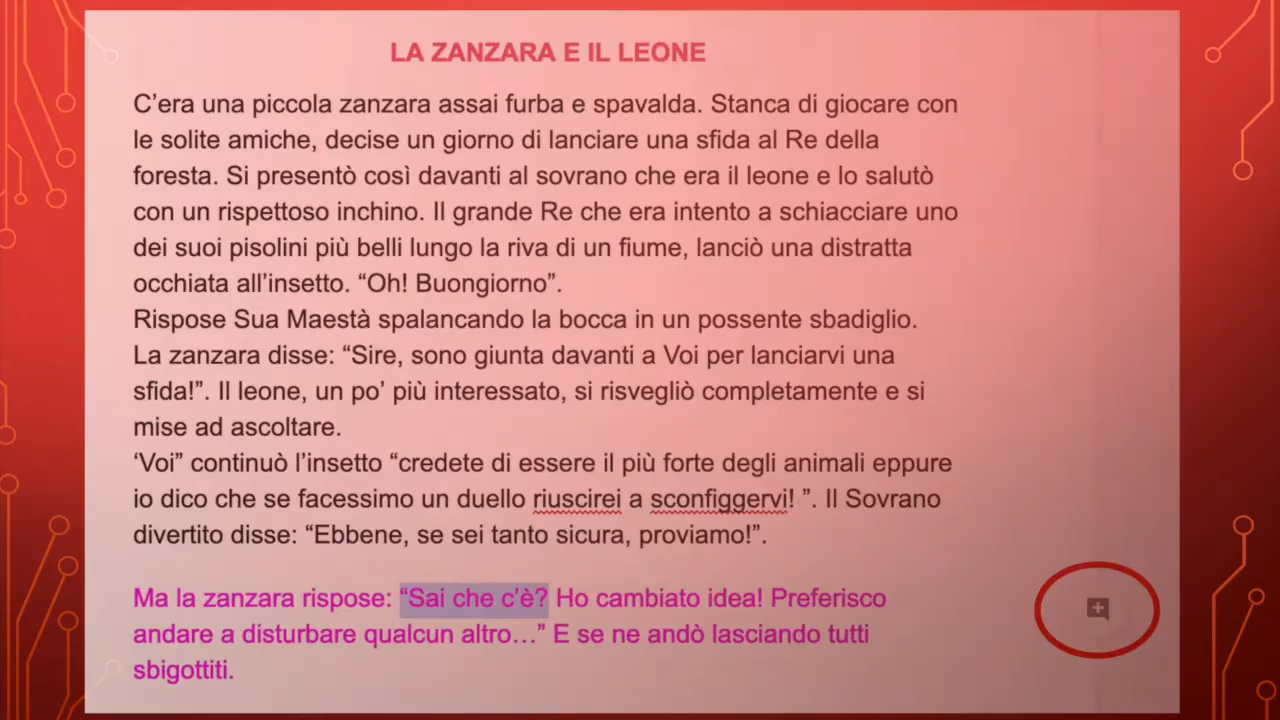 LA ZANZARA E IL LEONE
C’era una piccola zanzara assai furba e spavalda. Stanca di giocare con
le solite amiche, decise un giorno di lanciare una sfida al Re della
foresta. Si presentò così davanti al sovrano che era il leone e lo salutò
con un rispettoso inchino. Il grande Re che era intento a schiacciare uno
dei suoi pisolini più belli lungo la riva di un fiume, lanciò una distratta
occhiata all’insetto. “Oh! Buongiorno”.
Rispose Sua Maestà spalancando la bocca in un possente sbadiglio.
La zanzara disse: “Sire, sono giunta davanti a Voi per lanciarvi una
sfida!”. Il leone, un po’ più interessato, si risvegliò completamente e si
mise ad ascoltare.
‘Voi” continuò l’insetto “credete di essere il più forte degli animali eppure
io dico che se facessimo un duello riuscirei a sconfiggervi! ”. Il Sovrano
divertito disse: “Ebbene, se sei tanto sicura, proviamo!”.
Ma la zanzara rispose: “Sai che c’è? Ho cambiato idea! Preferisco
andare a disturbare qualcun altro…” E se ne andò lasciando tutti
sbigottiti.